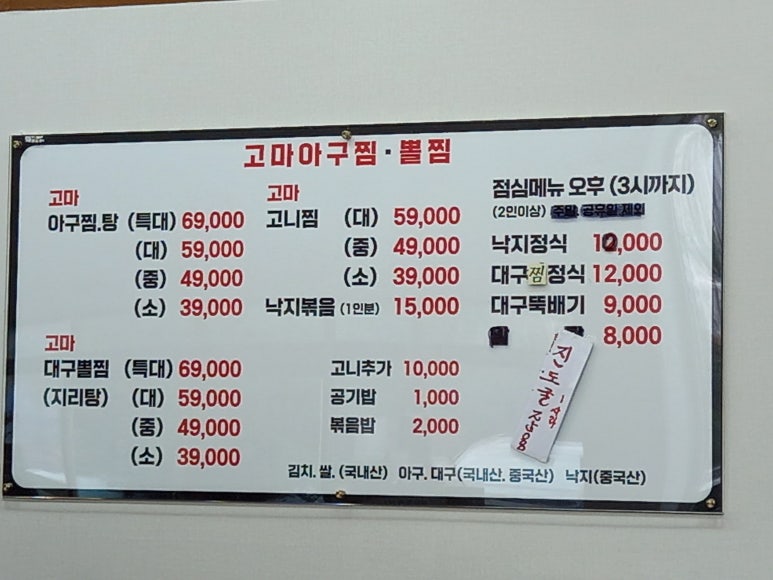 고마아구찜·뽈찜
고마
아구찜.탕 (특대) 69,000
(대) 59,000
(중) 49,000
(소) 39,000
고마
대구뽈찜 (특대) 69,000
(지리탕) (대) 59,000
(중) 49,000
(소) 39,000
고마
고니찜 (대) 59,000
(중) 49,000
(소) 39,000
낙지볶음 (1인분) 15,000
고니추가 10,000
공기밥 1,000
볶음밥 2,000
점심메뉴 오후 (3시까지)
(2인이상) 주말, 공휴일 제외
낙지정식 10,000
대구찜정식 12,000
대구뚝배기 9,000
8,000
진도굴
김치. 쌀. (국내산) 아구. 대구(국내산. 중국산) 낙지(중국산)